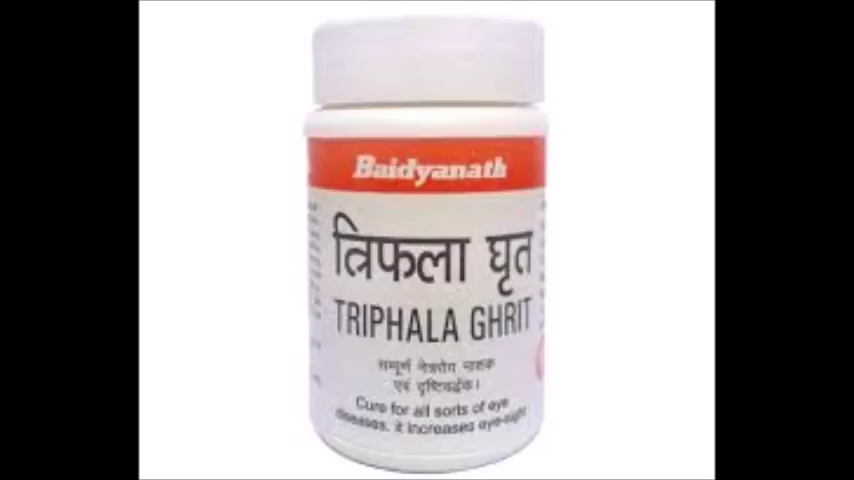 Baidyanath
त्रिफला घृत
TRIPHALA GHRIT
सम्पूर्ण नेत्ररोग नाशक
एवं दृष्टिवर्द्धक।
Cure for all sorts of eye
diseases, it increases eye-sight